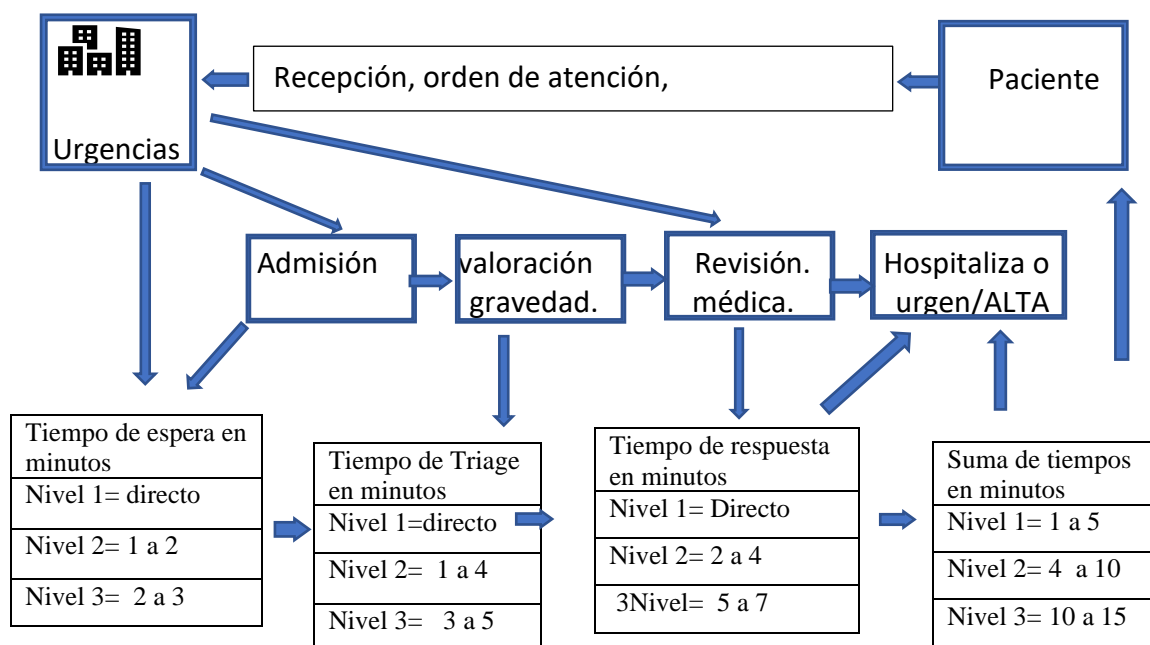 Recepción, orden de atención,
Paciente
Urgencias
Admisión
valoración
gravedad.
Revisión.
médica.
Hospitaliza o
urgen/ALTA
Tiempo de espera en
minutos
Nivel 1= directo
Nivel 2= 1 a 2
Nivel 3= 2 a 3
Tiempo de Triage
en minutos
Nivel 1=directo
Nivel 2= 1 a 4
Nivel 3= 3 a 5
Tiempo de respuesta
en minutos
Nivel 1= Directo
Nivel 2= 2 a 4
3Nivel= 5 a 7
Suma de tiempos
en minutos
Nivel 1= 1 a 5
Nivel 2= 4 a 10
Nivel 3= 10 a 15